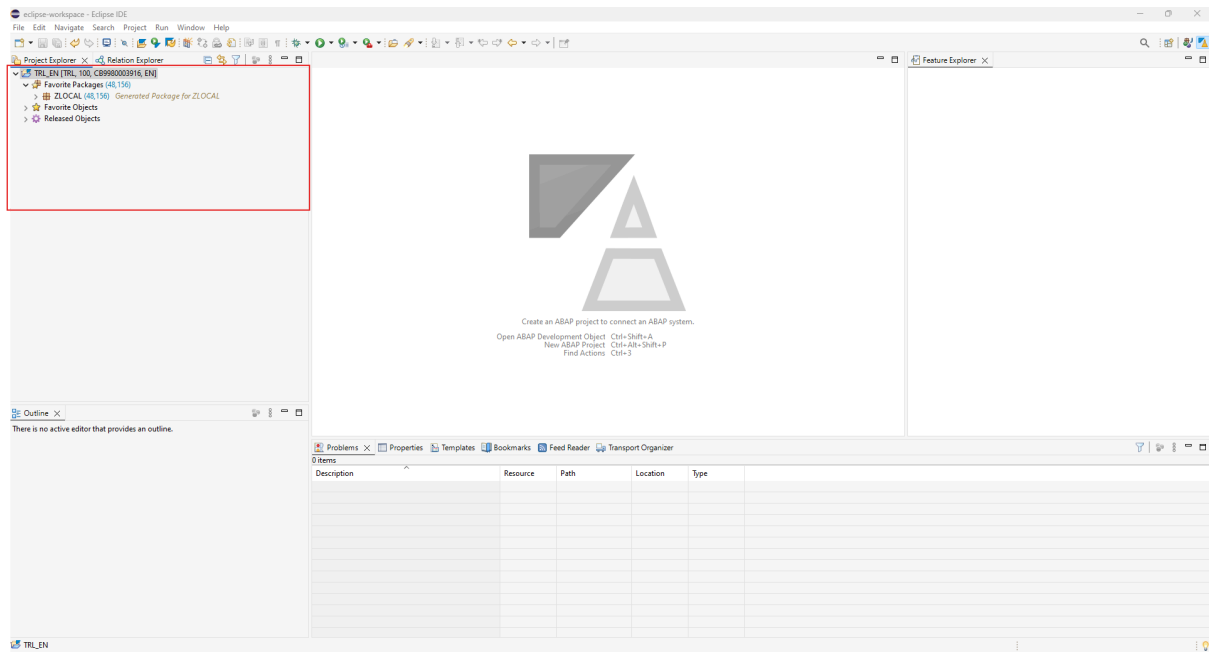 eclipse-workspace - Eclipse IDE
File Edit Navigate Search Project Run Window Help
Project Explorer Relation Explorer
Feature Explorer
TRL_EN [TRL, 100, CB9980003916, EN]
Favorite Packages (48,156)
ZLOCAL (48,156) Generated Package for ZLOCAL
Favorite Objects
Released Objects
Create an ABAP project to connect an ABAP system.
Open ABAP Development Object Ctrl+Shift+A
New ABAP Project Ctrl+Alt+Shift+P
Find Actions Ctrl+3
Outline
There is no active editor that provides an outline.
Problems Properties Templates Bookmarks Feed Reader Transport Organizer
0 items
Description Resource Path Location Type
TRL_EN